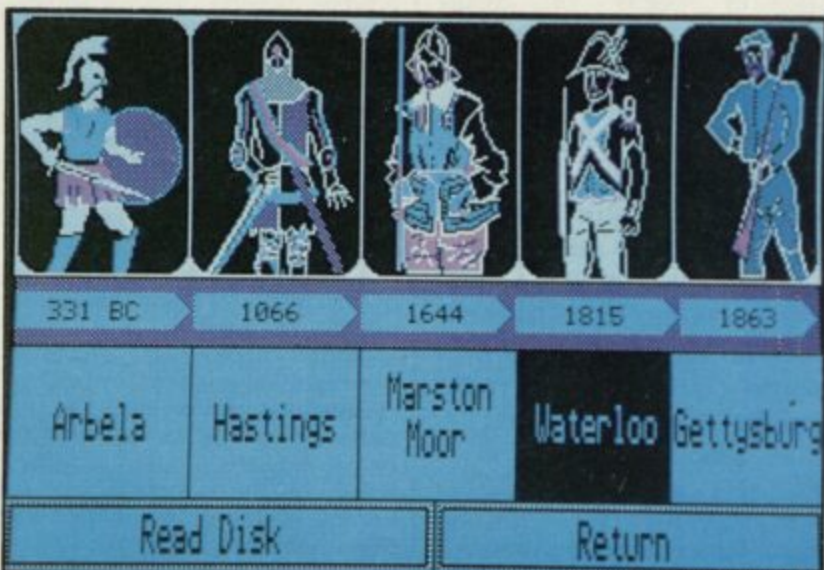 331 BC
1066
1644
1815
1863
Arbela
Hastings
Marston
Moor
Waterloo
Gettysburg
Read Disk
Return